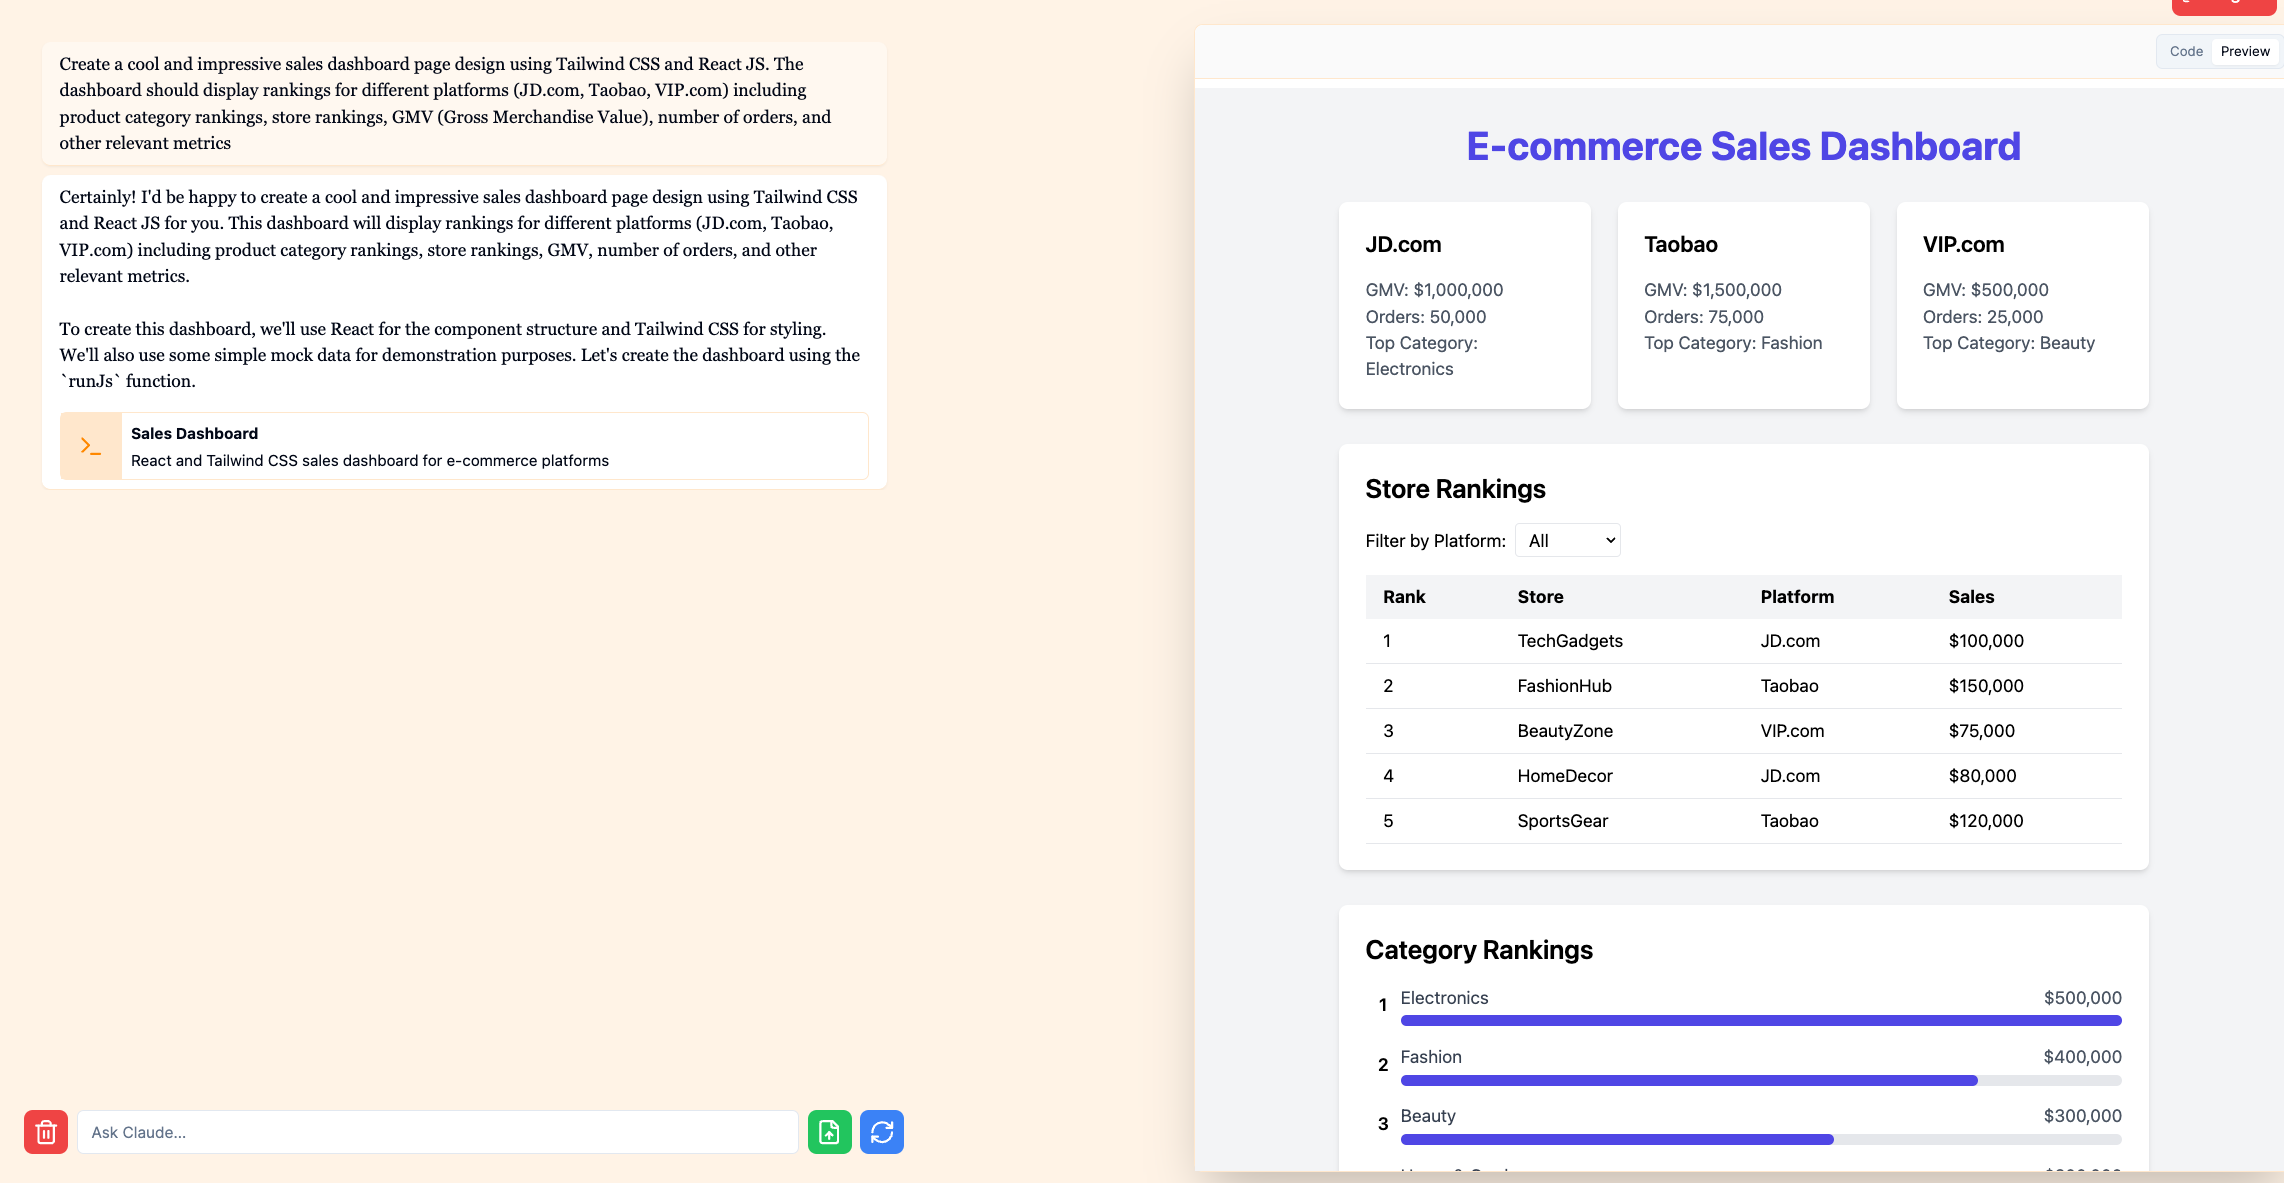 Create a cool and impressive sales dashboard page design using Tailwind CSS and React JS. The
dashboard should display rankings for different platforms (JD.com, Taobao, VIP.com) including
product category rankings, store rankings, GMV (Gross Merchandise Value), number of orders, and
other relevant metrics
Certainly! I'd be happy to create a cool and impressive sales dashboard page design using Tailwind CSS
and React JS for you. This dashboard will display rankings for different platforms (JD.com, Taobao,
VIP.com) including product category rankings, store rankings, GMV, number of orders, and other
relevant metrics.
To create this dashboard, we'll use React for the component structure and Tailwind CSS for styling.
We'll also use some simple mock data for demonstration purposes. Let's create the dashboard using the
`runJs` function.
Sales Dashboard
React and Tailwind CSS sales dashboard for e-commerce platforms
Ask Claude...
Code Preview
E-commerce Sales Dashboard
JD.com
GMV: $1,000,000
Orders: 50,000
Top Category:
Electronics
Taobao
GMV: $1,500,000
Orders: 75,000
Top Category: Fashion
VIP.com
GMV: $500,000
Orders: 25,000
Top Category: Beauty
Store Rankings
Filter by Platform: All
Rank Store Platform Sales
1 TechGadgets JD.com $100,000
2 FashionHub Taobao $150,000
3 BeautyZone VIP.com $75,000
4 HomeDecor JD.com $80,000
5 SportsGear Taobao $120,000
Category Rankings
1 Electronics $500,000
2 Fashion $400,000
3 Beauty $300,000